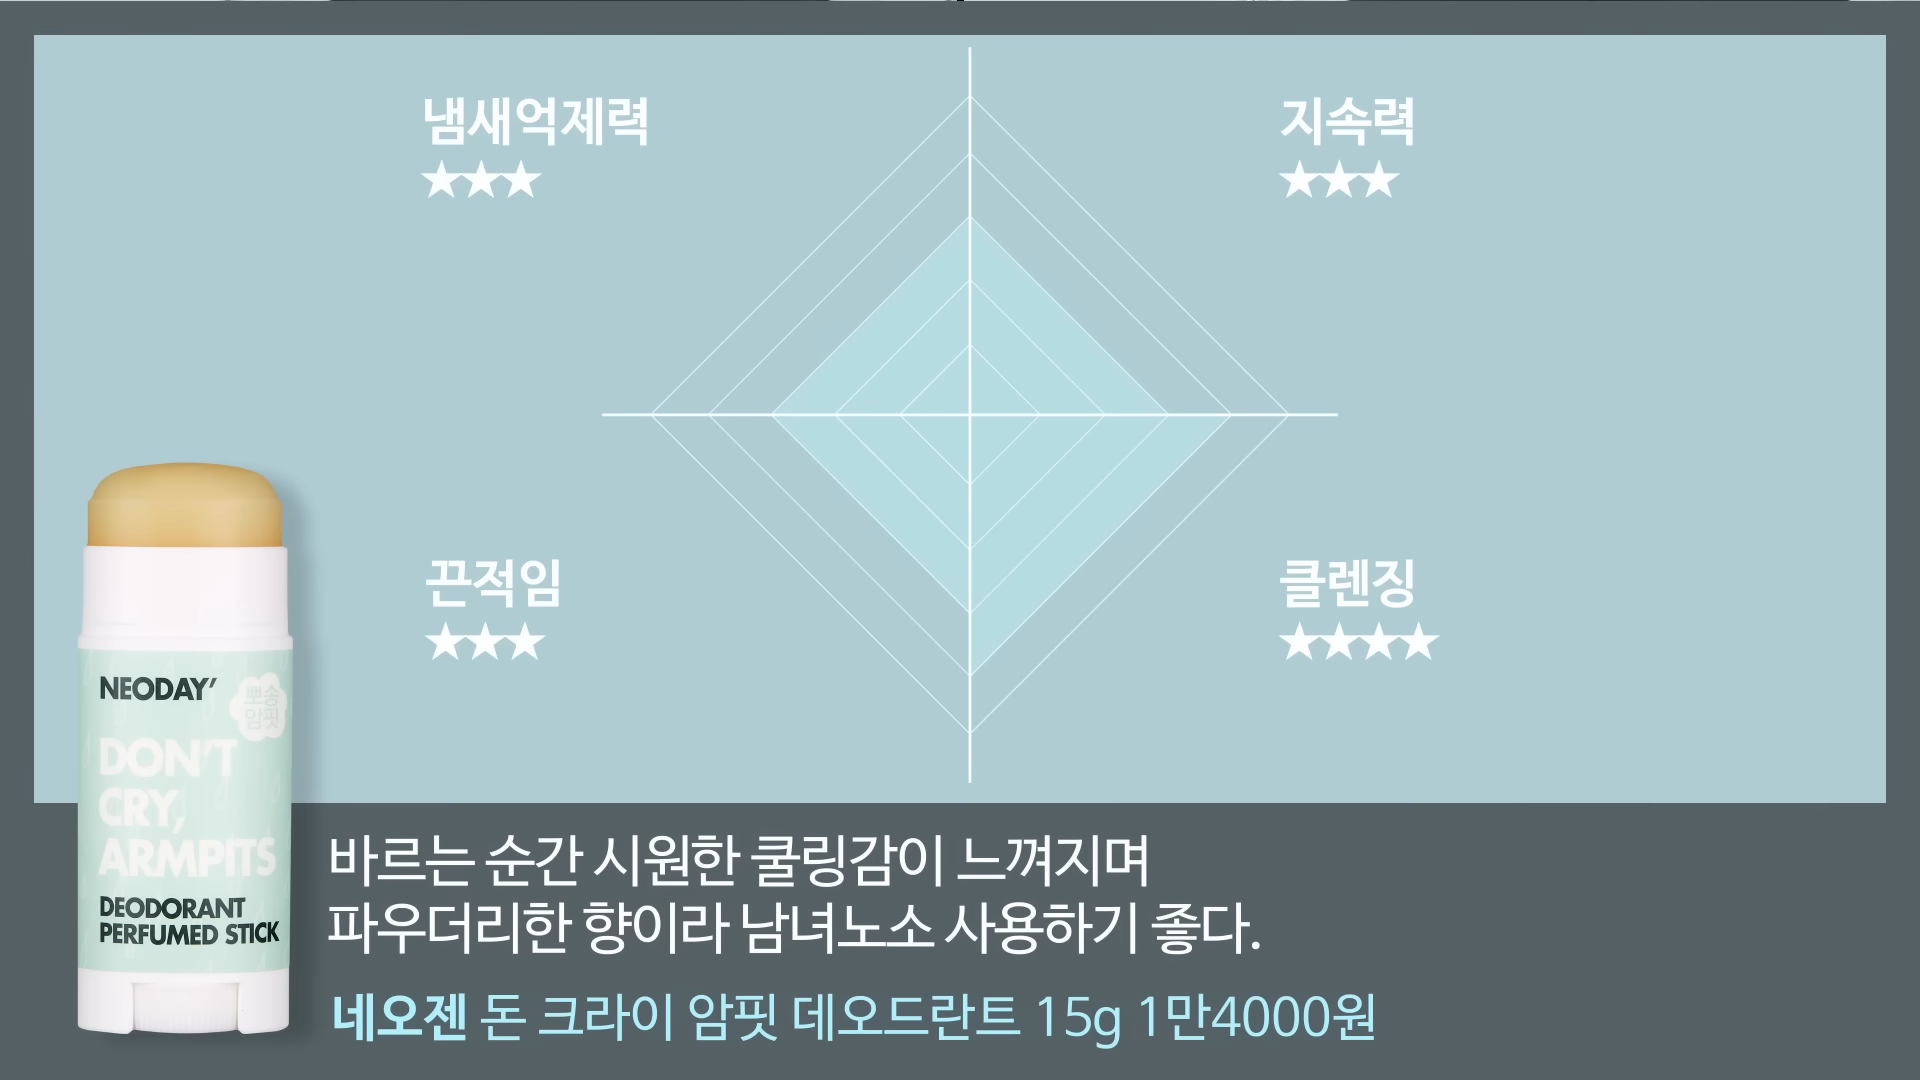 냄새억제력
★★★
지속력
★★★
끈적임
★★★
클렌징
★★★★
NEODAY'
뽀송
암핏
DON'T
CRY,
ARMPITS
DEODORANT
PERFUMED STICK
바르는 순간 시원한 쿨링감이 느껴지며
파우더리한 향이라 남녀노소 사용하기 좋다.
네오젠 돈 크라이 암핏 데오드란트 15g 1만4000원